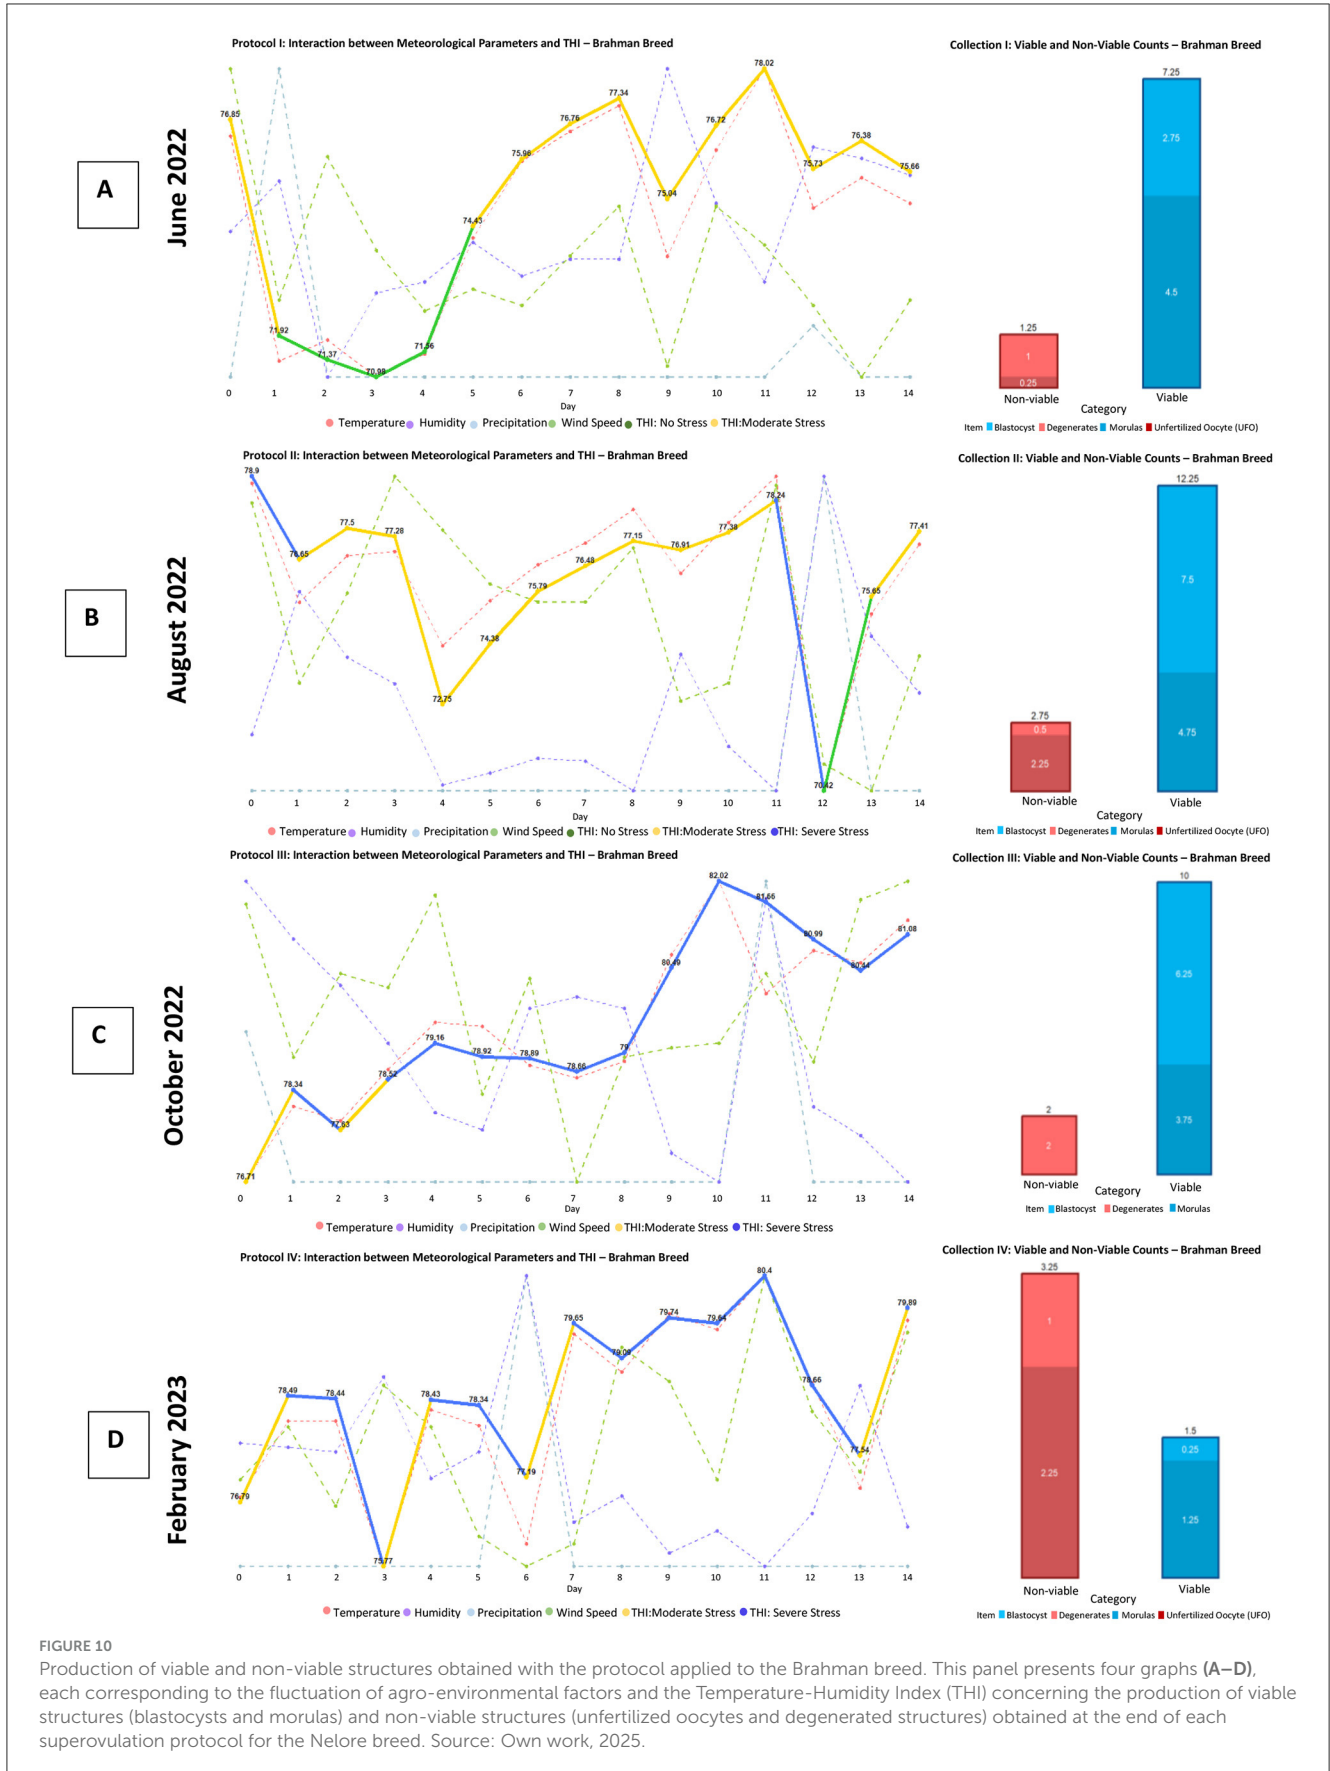 Protocol I: Interaction between Meteorological Parameters and THI – Brahman Breed
Collection I: Viable and Non-Viable Counts – Brahman Breed
A
June 2022
76.85
71.92
71.37
70.98
71.56
74.43
75.96
76.76
77.34
75.04
76.72
78.02
75.73
76.38
75.66
0 1 2 3 4 5 6 7 8 9 10 11 12 13 14
Day
Temperature Humidity Precipitation Wind Speed THI: No Stress THI:Moderate Stress
7.25
2.75
4.5
1.25
1
0.25
Non-viable Viable
Category
Item Blastocyst Degenerates Morulas Unfertilized Oocyte (UFO)
Protocol II: Interaction between Meteorological Parameters and THI – Brahman Breed
Collection II: Viable and Non-Viable Counts – Brahman Breed
B
August 2022
78.9
76.65
77.5
77.28
72.75
74.38
75.79
76.48
77.15
76.91
77.38
78.24
70.42
75.65
77.41
0 1 2 3 4 5 6 7 8 9 10 11 12 13 14
Day
Temperature Humidity Precipitation Wind Speed THI: No Stress THI:Moderate Stress THI: Severe Stress
12.25
7.5
4.75
2.75
0.5
2.25
Non-viable Viable
Category
Item Blastocyst Degenerates Morulas Unfertilized Oocyte (UFO)
Protocol III: Interaction between Meteorological Parameters and THI – Brahman Breed
Collection III: Viable and Non-Viable Counts – Brahman Breed
C
October 2022
76.71
78.34
77.63
78.52
79.16
78.92
78.89
78.66
79
80.49
82.02
81.66
80.99
80.44
81.08
0 1 2 3 4 5 6 7 8 9 10 11 12 13 14
Day
Temperature Humidity Precipitation Wind Speed THI:Moderate Stress THI: Severe Stress
10
6.25
3.75
2
2
Non-viable Viable
Category
Item Blastocyst Degenerates Morulas
Protocol IV: Interaction between Meteorological Parameters and THI – Brahman Breed
Collection IV: Viable and Non-Viable Counts – Brahman Breed
D
February 2023
76.79
78.49
78.44
75.77
78.43
78.34
77.19
79.65
79.09
79.74
79.64
80.4
78.66
77.54
79.89
0 1 2 3 4 5 6 7 8 9 10 11 12 13 14
Day
Temperature Humidity Precipitation Wind Speed THI:Moderate Stress THI: Severe Stress
3.25
1
2.25
1.5
0.25
1.25
Non-viable Viable
Category
Item Blastocyst Degenerates Morulas Unfertilized Oocyte (UFO)
FIGURE 10
Production of viable and non-viable structures obtained with the protocol applied to the Brahman breed. This panel presents four graphs (A–D),
each corresponding to the fluctuation of agro-environmental factors and the Temperature-Humidity Index (THI) concerning the production of viable
structures (blastocysts and morulas) and non-viable structures (unfertilized oocytes and degenerated structures) obtained at the end of each
superovulation protocol for the Nelore breed. Source: Own work, 2025.